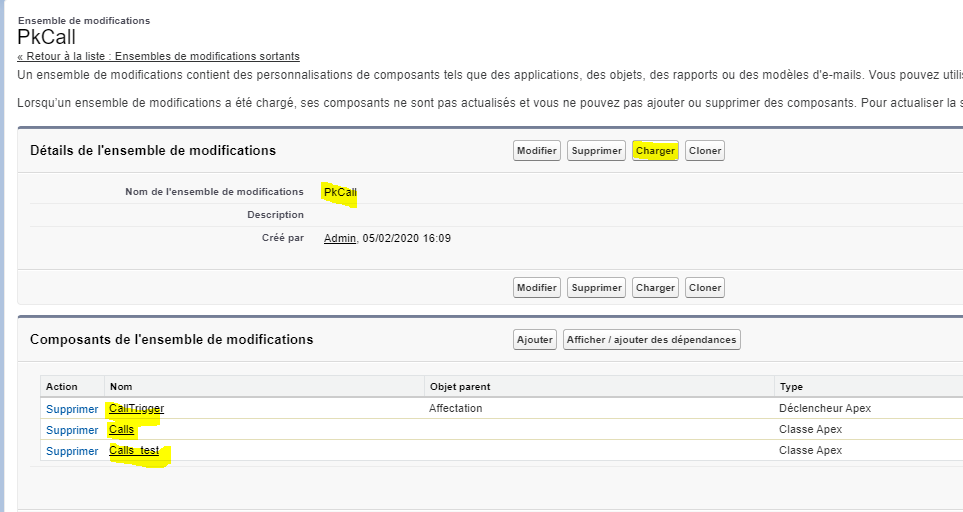 Ensemble de modifications
PkCall
« Retour à la liste : Ensembles de modifications sortants
Un ensemble de modifications contient des personnalisations de composants tels que des applications, des objets, des rapports ou des modèles d'e-mails. Vous pouvez utilis
Lorsqu'un ensemble de modifications a été chargé, ses composants ne sont pas actualisés et vous ne pouvez pas ajouter ou supprimer des composants. Pour actualiser la s
Détails de l'ensemble de modifications Modifier Supprimer Charger Cloner
Nom de l'ensemble de modifications PkCall
Description
Créé par Admin, 05/02/2020 16:09
Modifier Supprimer Charger Cloner
Composants de l'ensemble de modifications Ajouter Afficher / ajouter des dépendances
Action Nom Objet parent Type
Supprimer CallTrigger Affectation Déclencheur Apex
Supprimer Calls Classe Apex
Supprimer Calls_test Classe Apex